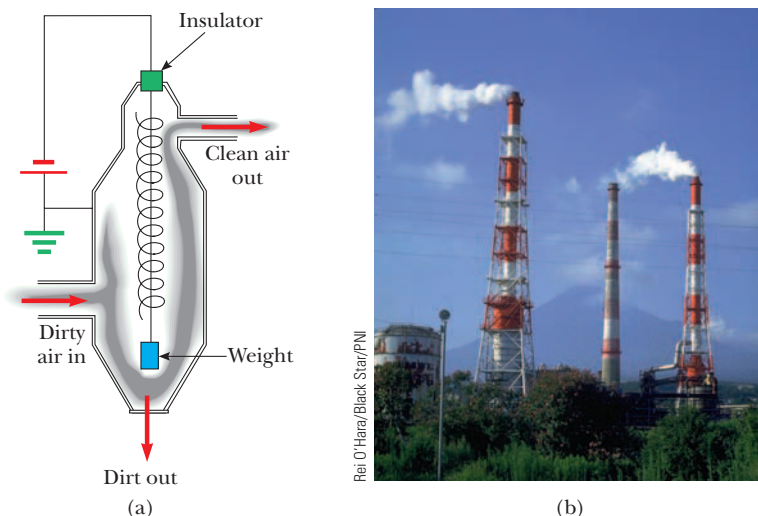 Insulator
Clean air
out
Dirty
air in
Weight
Dirt out
(a)
Rei O'Hara/Black Star/PNI
(b)